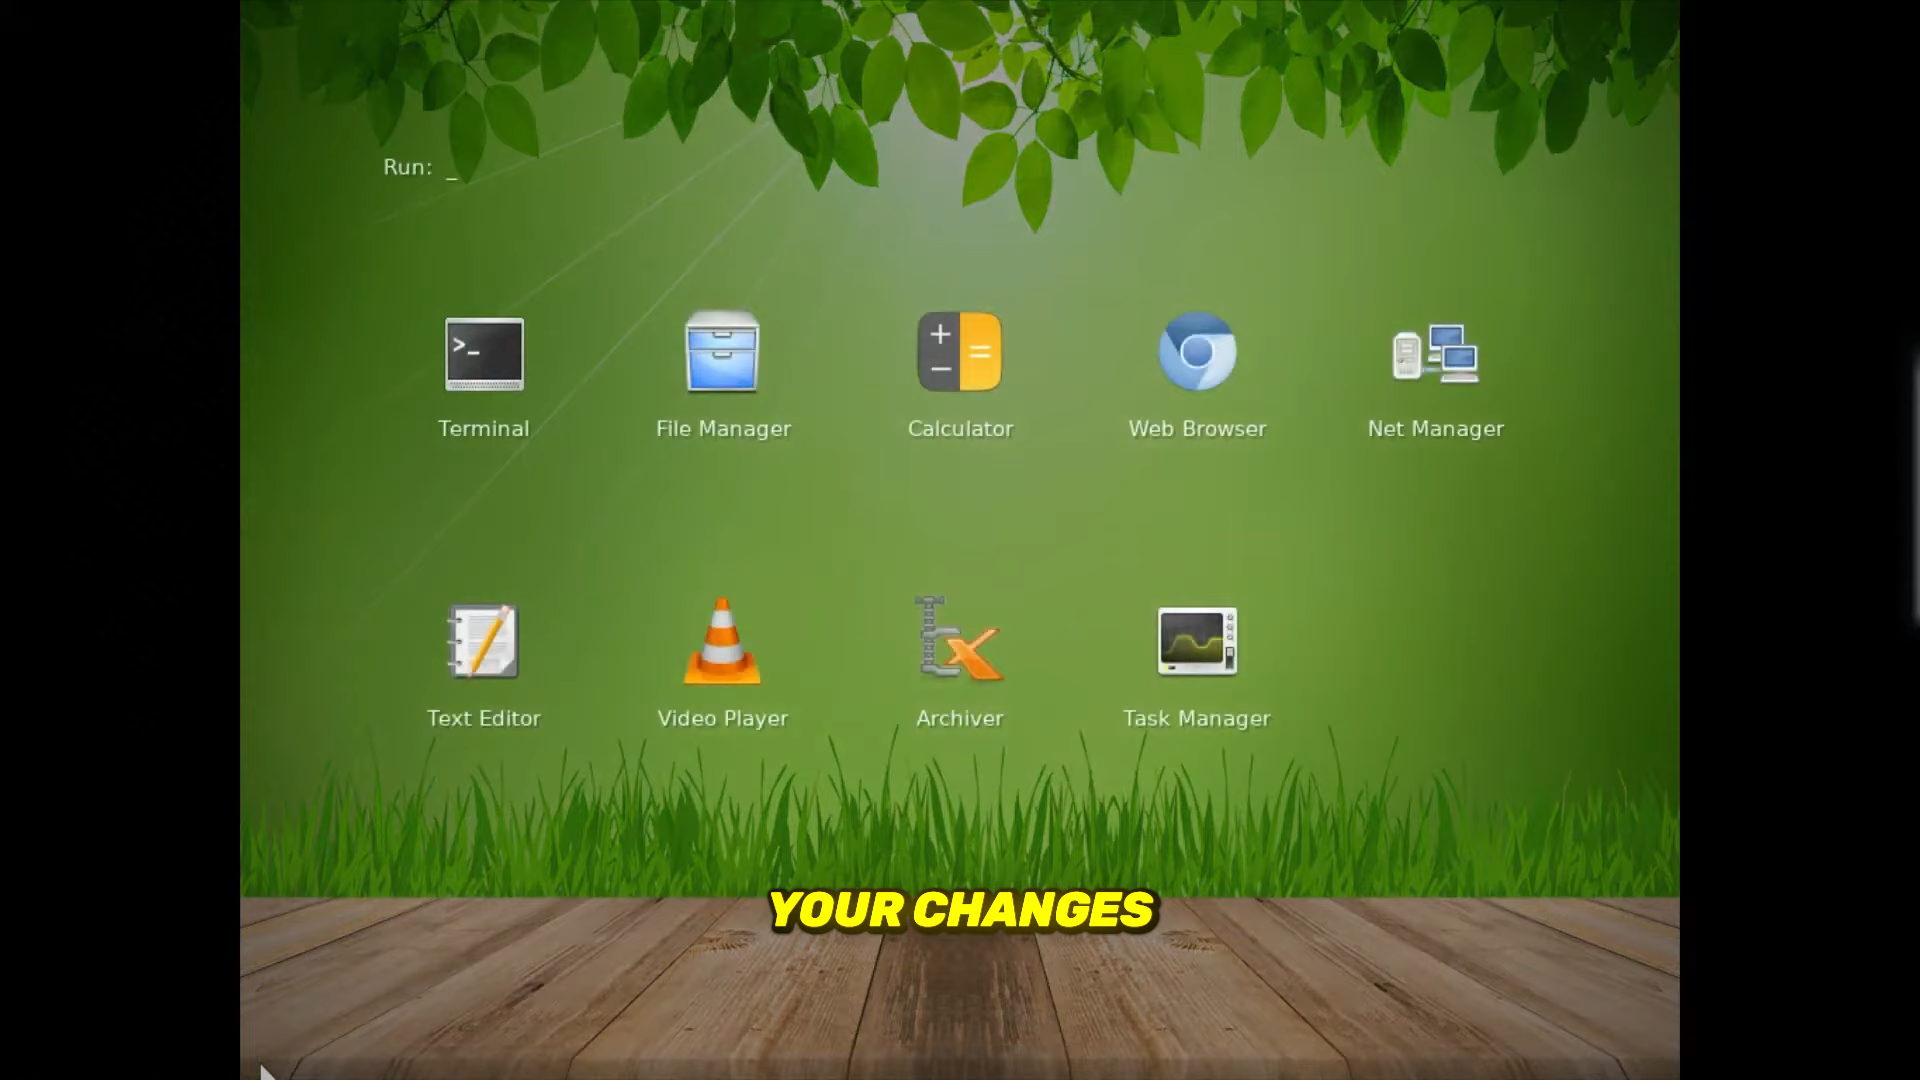 Run: _
Terminal
File Manager
Calculator
Web Browser
Net Manager
Text Editor
Video Player
Archiver
Task Manager
YOUR CHANGES